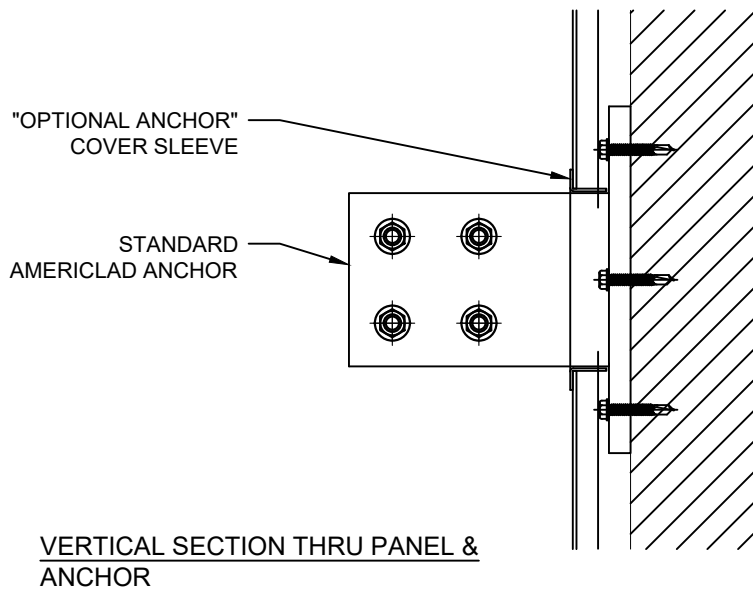 "OPTIONAL ANCHOR"
COVER SLEEVE
STANDARD
AMERICLAD ANCHOR
VERTICAL SECTION THRU PANEL &
ANCHOR